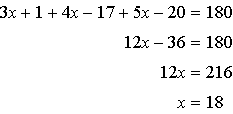 3x + 1 + 4x − 17 + 5x − 20 = 180
12x − 36 = 180
12x = 216
x = 18